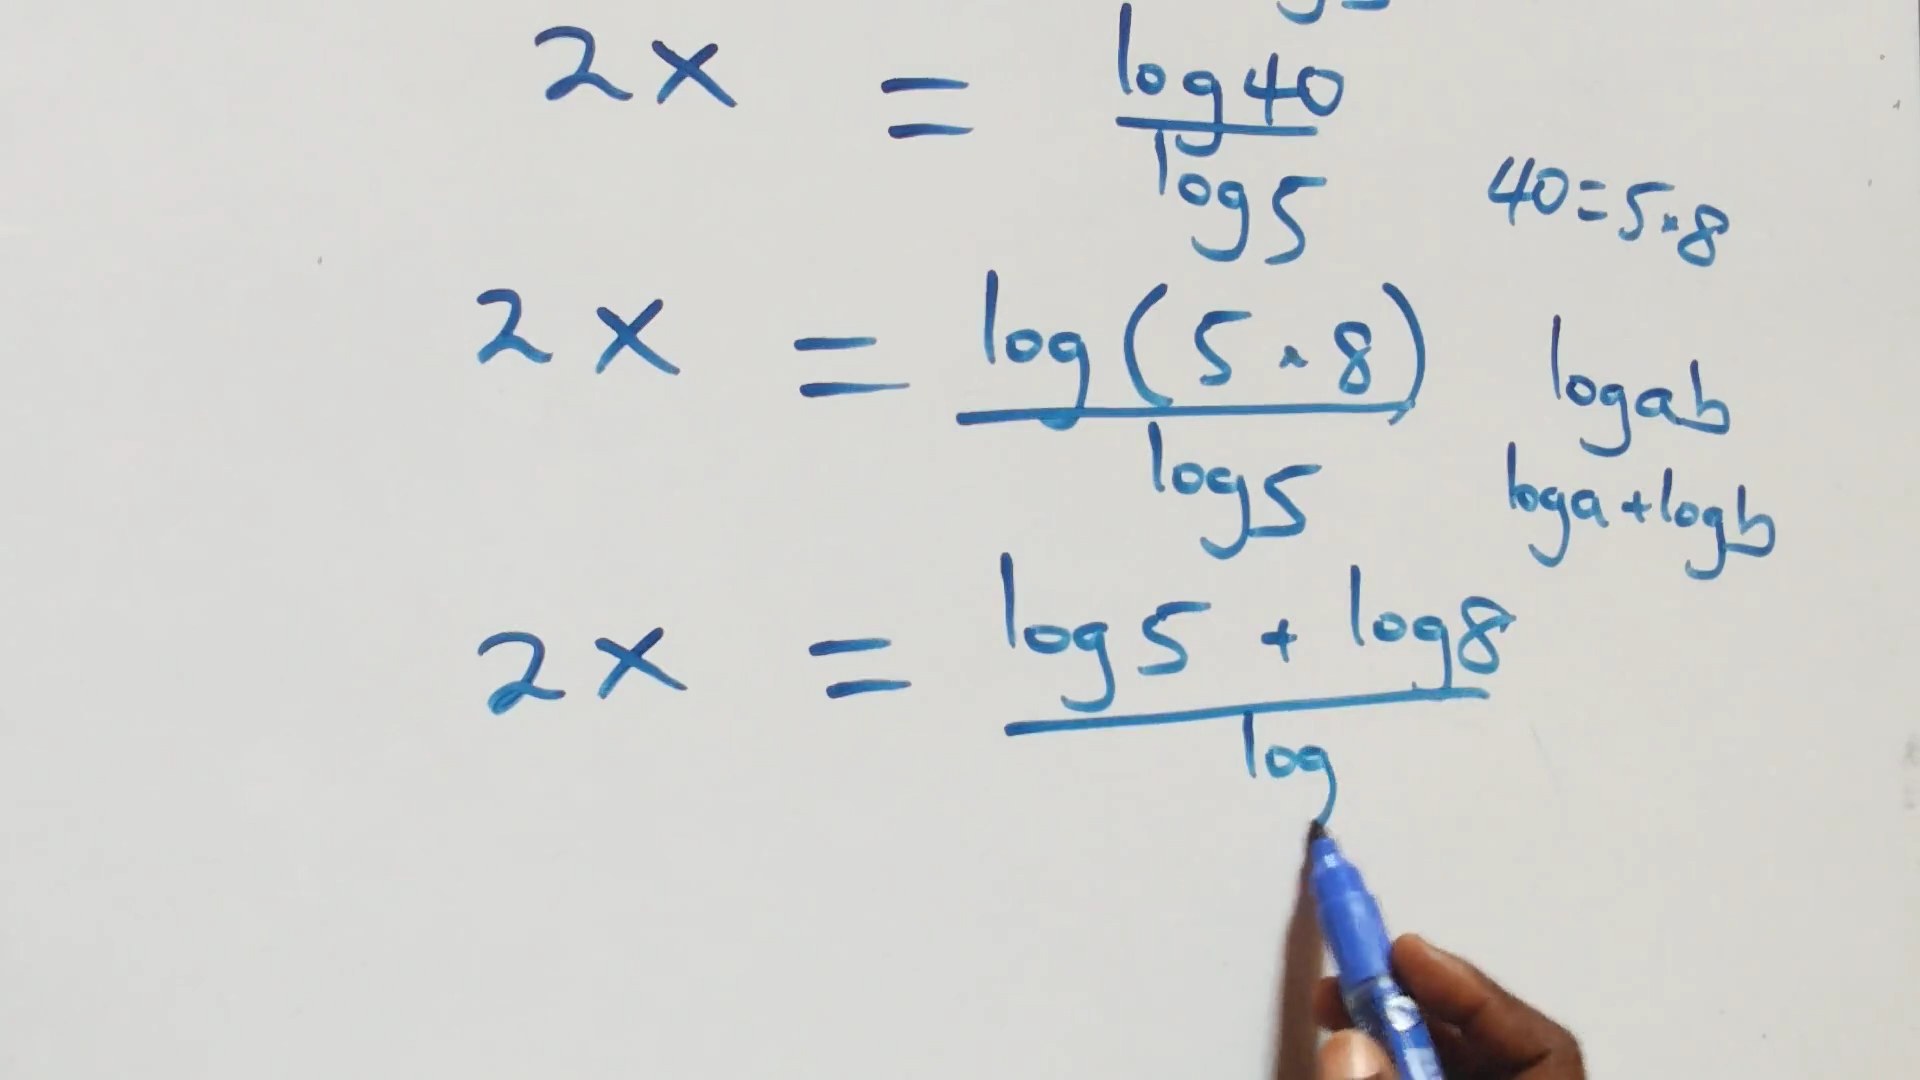 2x = log40
log5
40=5×8
2x = log(5×8)
log5
logab
loga+logb
2x = log5 + log8
log